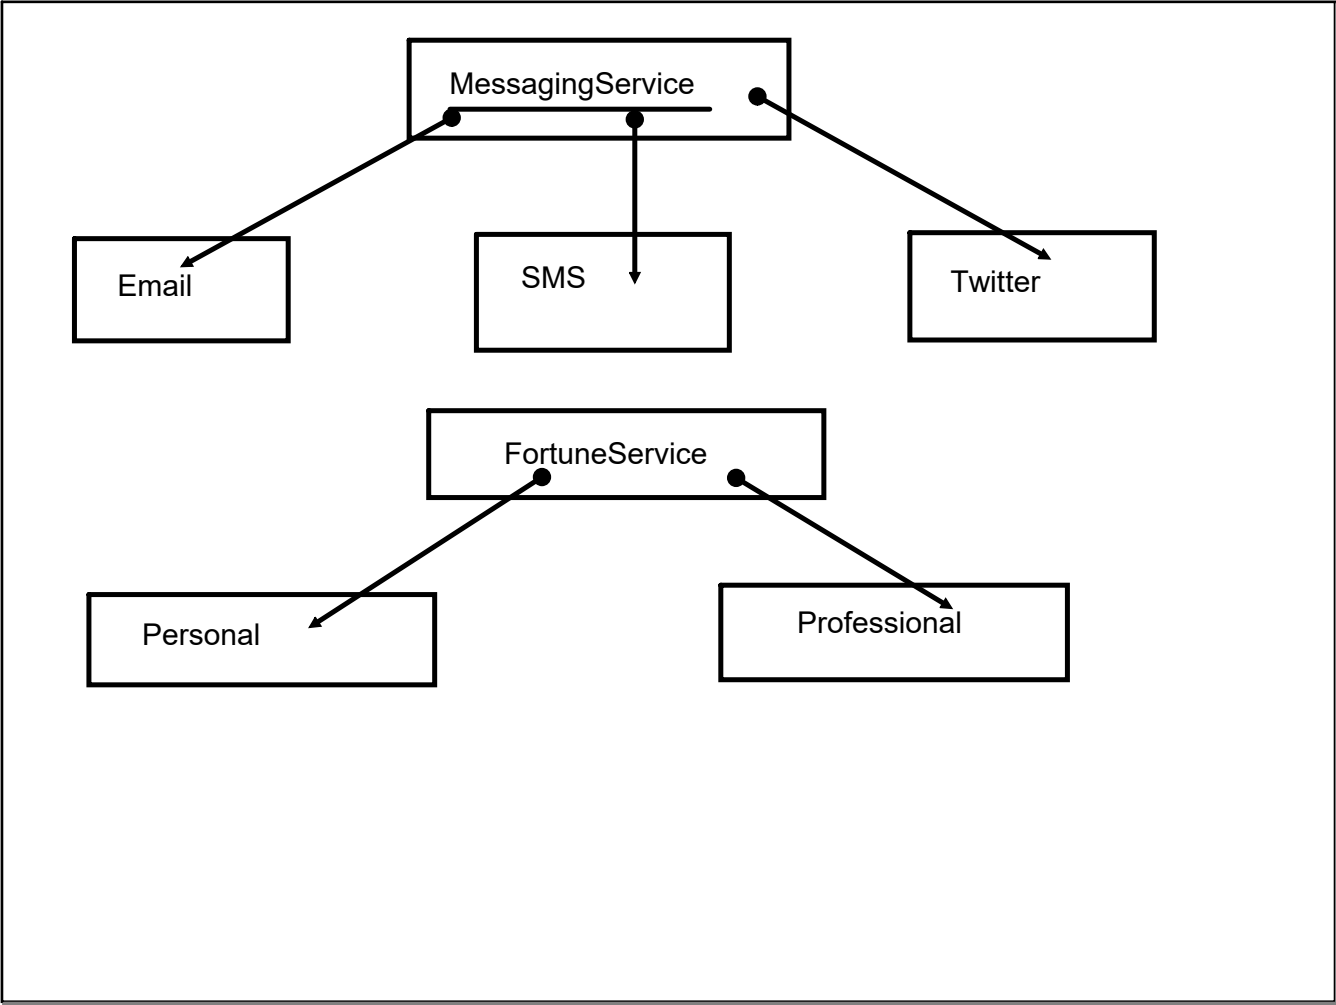 MessagingService
Email
SMS
Twitter
FortuneService
Personal
Professional